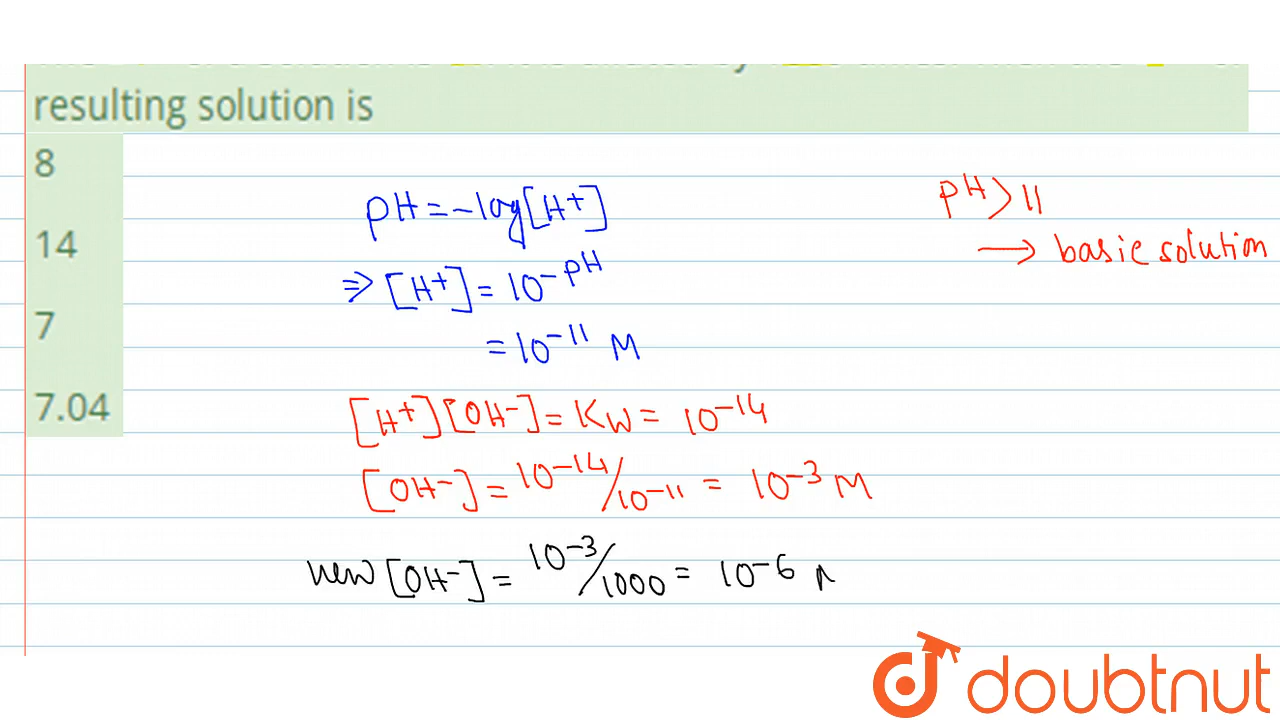 resulting solution is
8
14
7
7.04
pH = -log[H+]
⇒ [H+] = 10-pH
= 10-11 M
pH > 11
→ basic solution
[H+][OH-] = Kw = 10-14
[OH-] = 10-14/10-11 = 10-3 M
new [OH-] = 10-3/1000 = 10-6
doubtnut